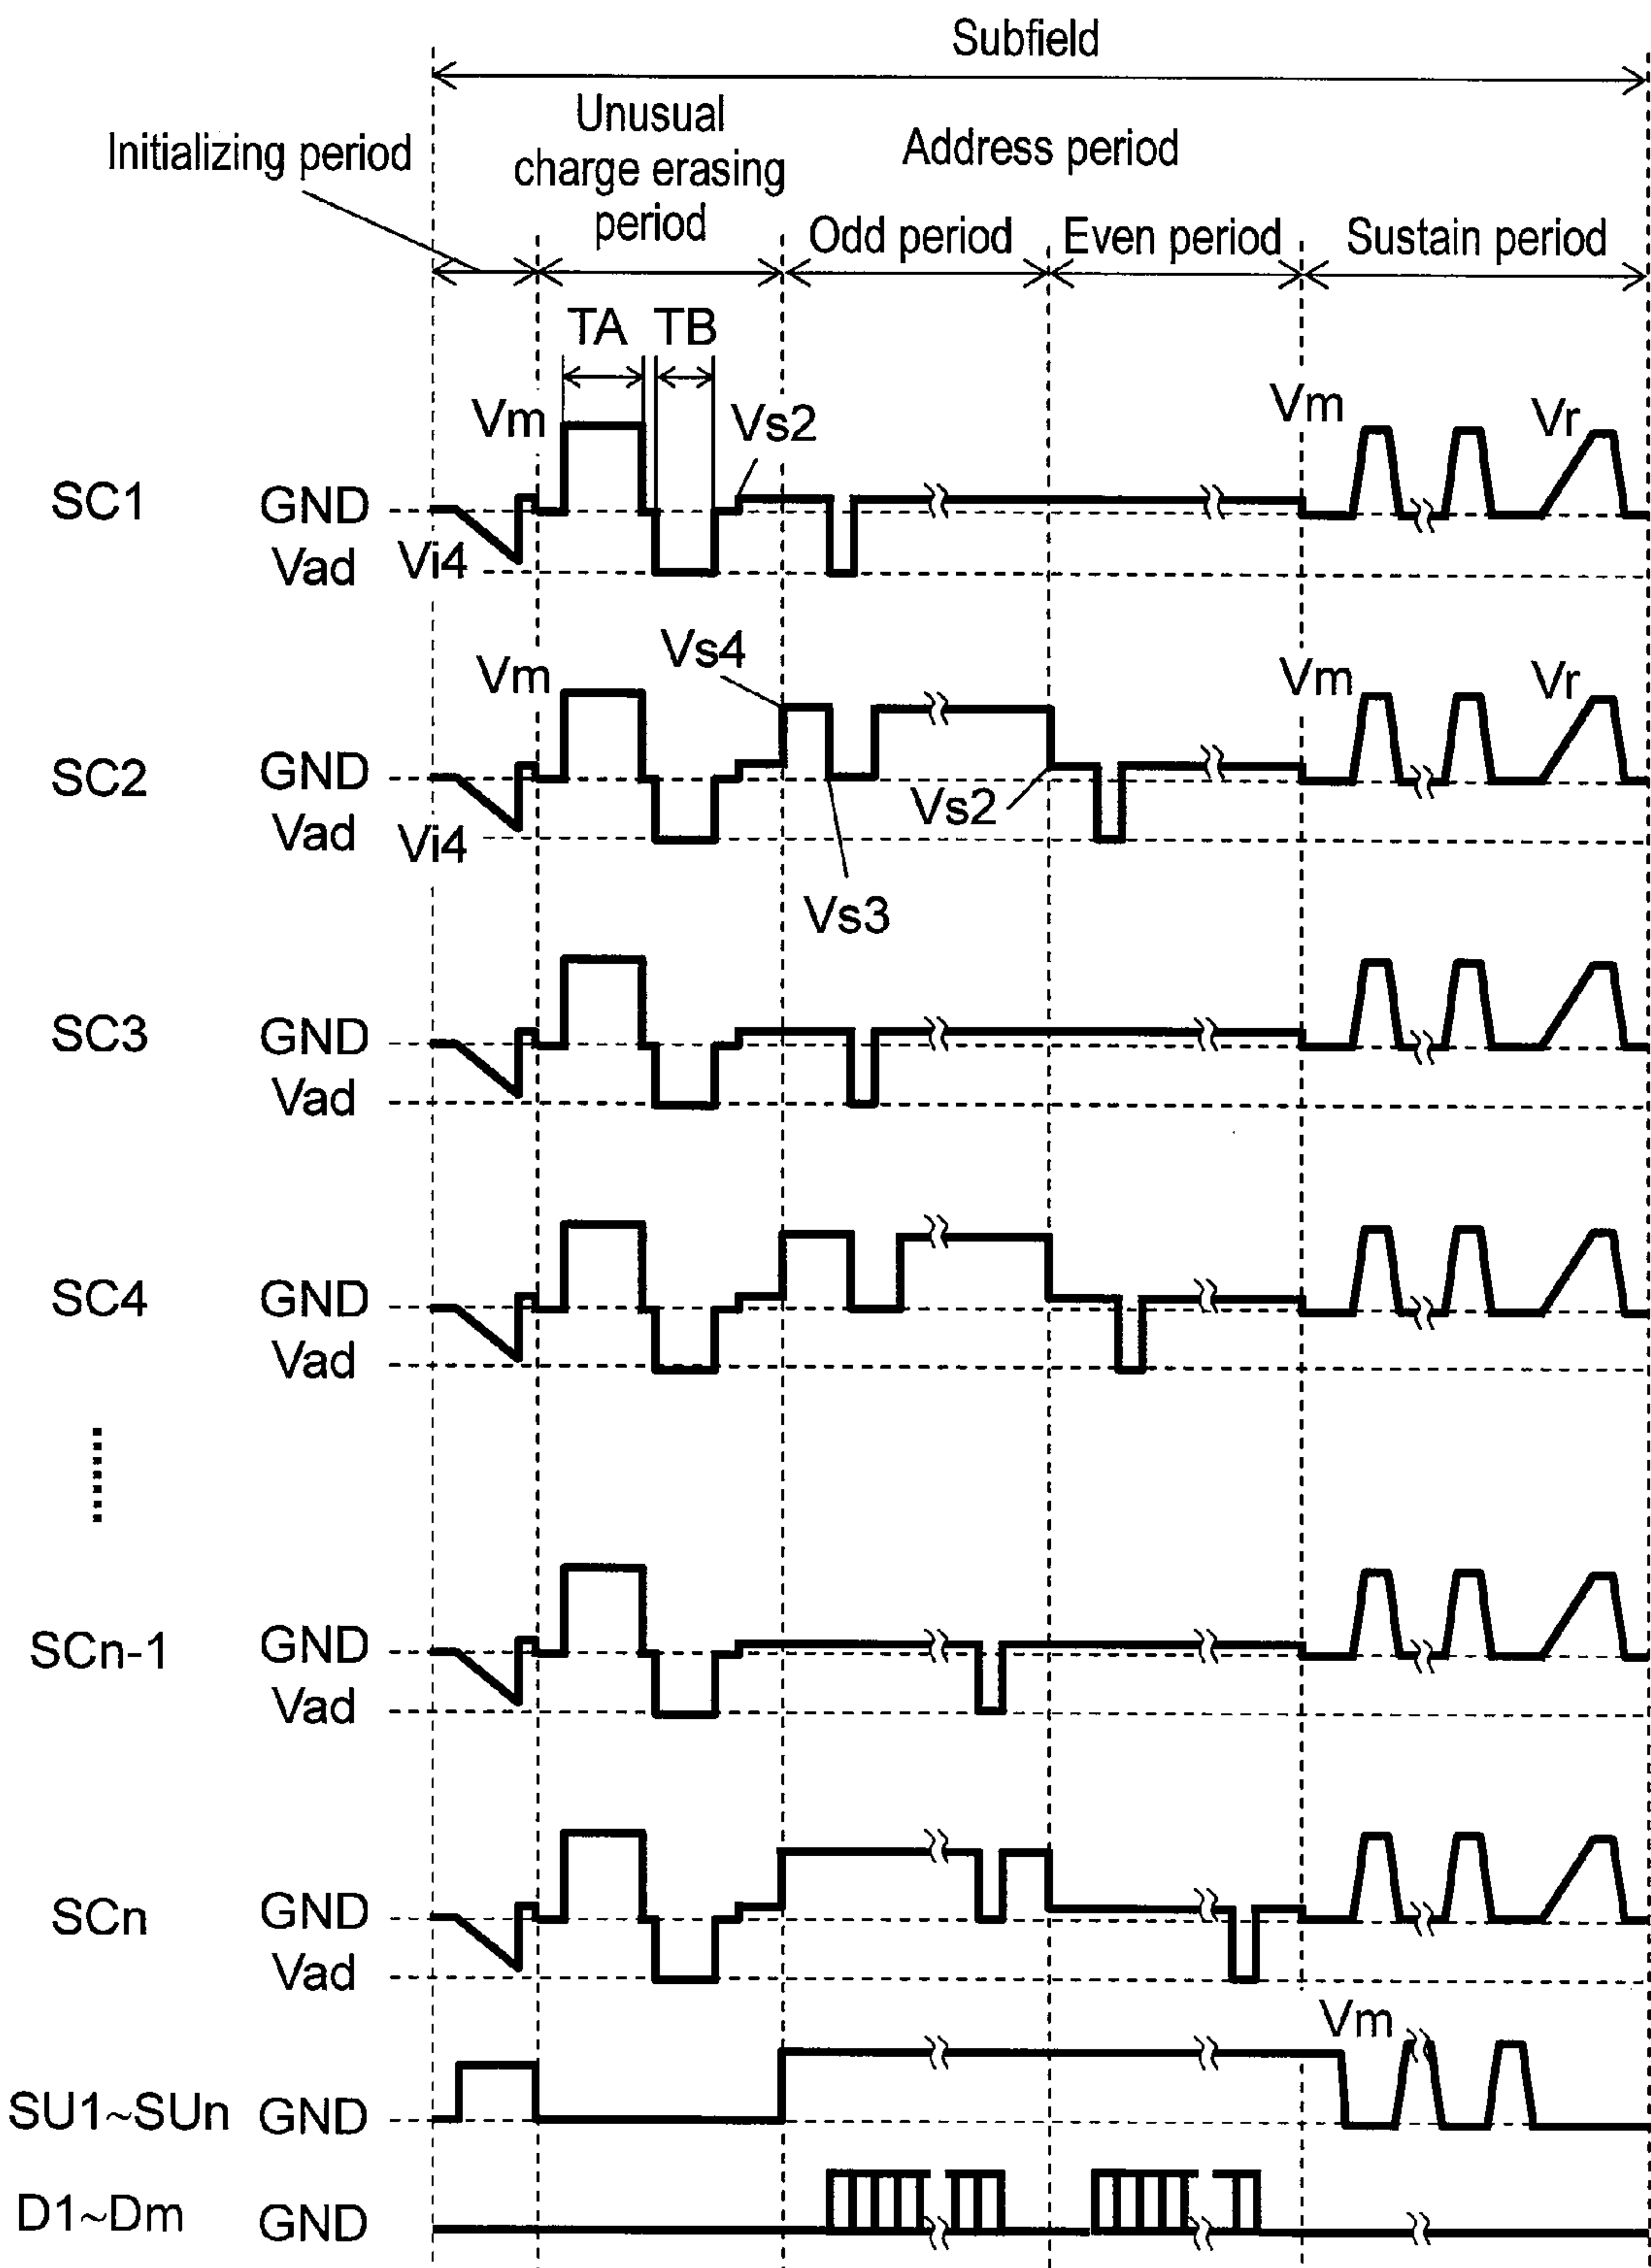 Subfield
Initializing period
Unusual
charge erasing
period
Address period
Odd period
Even period
Sustain period
TA TB
Vm Vs2 Vm Vr
SC1 GND
Vad Vi4
Vs4
Vm Vm Vr
SC2 GND
Vs2
Vad Vi4
Vs3
SC3 GND
Vad
SC4 GND
Vad
SCn-1 GND
Vad
SCn GND
Vad
Vm
SU1~SUn GND
D1~Dm GND